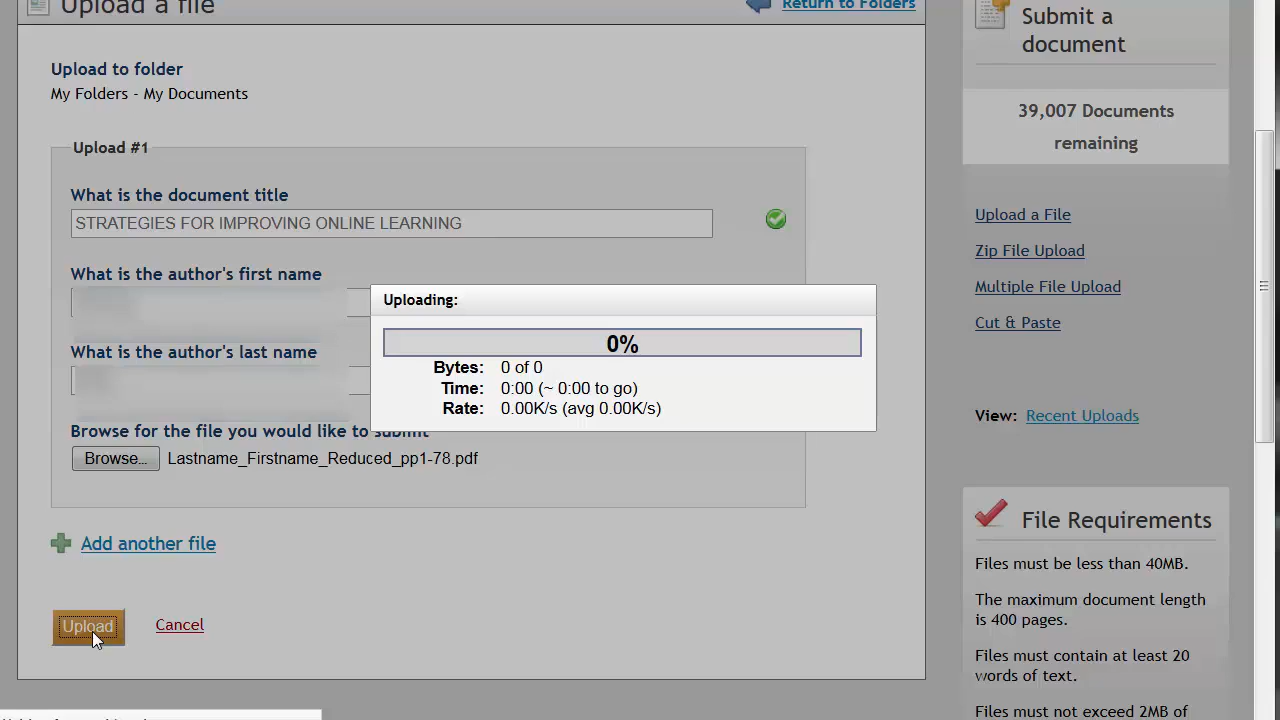 Upload a file
Return to Folders
Upload to folder
My Folders - My Documents
Upload #1
What is the document title
STRATEGIES FOR IMPROVING ONLINE LEARNING
What is the author's first name
What is the author's last name
Browse for the file you would like to submit
Browse... Lastname_Firstname_Reduced_pp1-78.pdf
Add another file
Upload
Cancel
Uploading:
0%
Bytes: 0 of 0
Time: 0:00 (~ 0:00 to go)
Rate: 0.00K/s (avg 0.00K/s)
Submit a
document
39,007 Documents
remaining
Upload a File
Zip File Upload
Multiple File Upload
Cut & Paste
View: Recent Uploads
File Requirements
Files must be less than 40MB.
The maximum document length
is 400 pages.
Files must contain at least 20
words of text.
Files must not exceed 2MB of